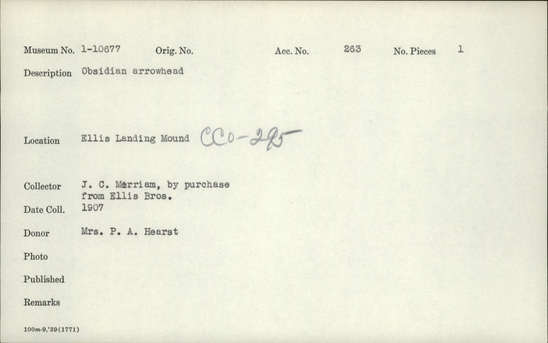 Museum No. 1-10677 Orig. No. Acc. No. 263 No. Pieces 1
Description Obsidian arrowhead
Location Ellis Landing Mound CCo-295
Collector J. C. Merriam, by purchase
from Ellis Bros.
Date Coll. 1907
Donor Mrs. P. A. Hearst
Photo
Published
Remarks
100m-9,'39(1771)